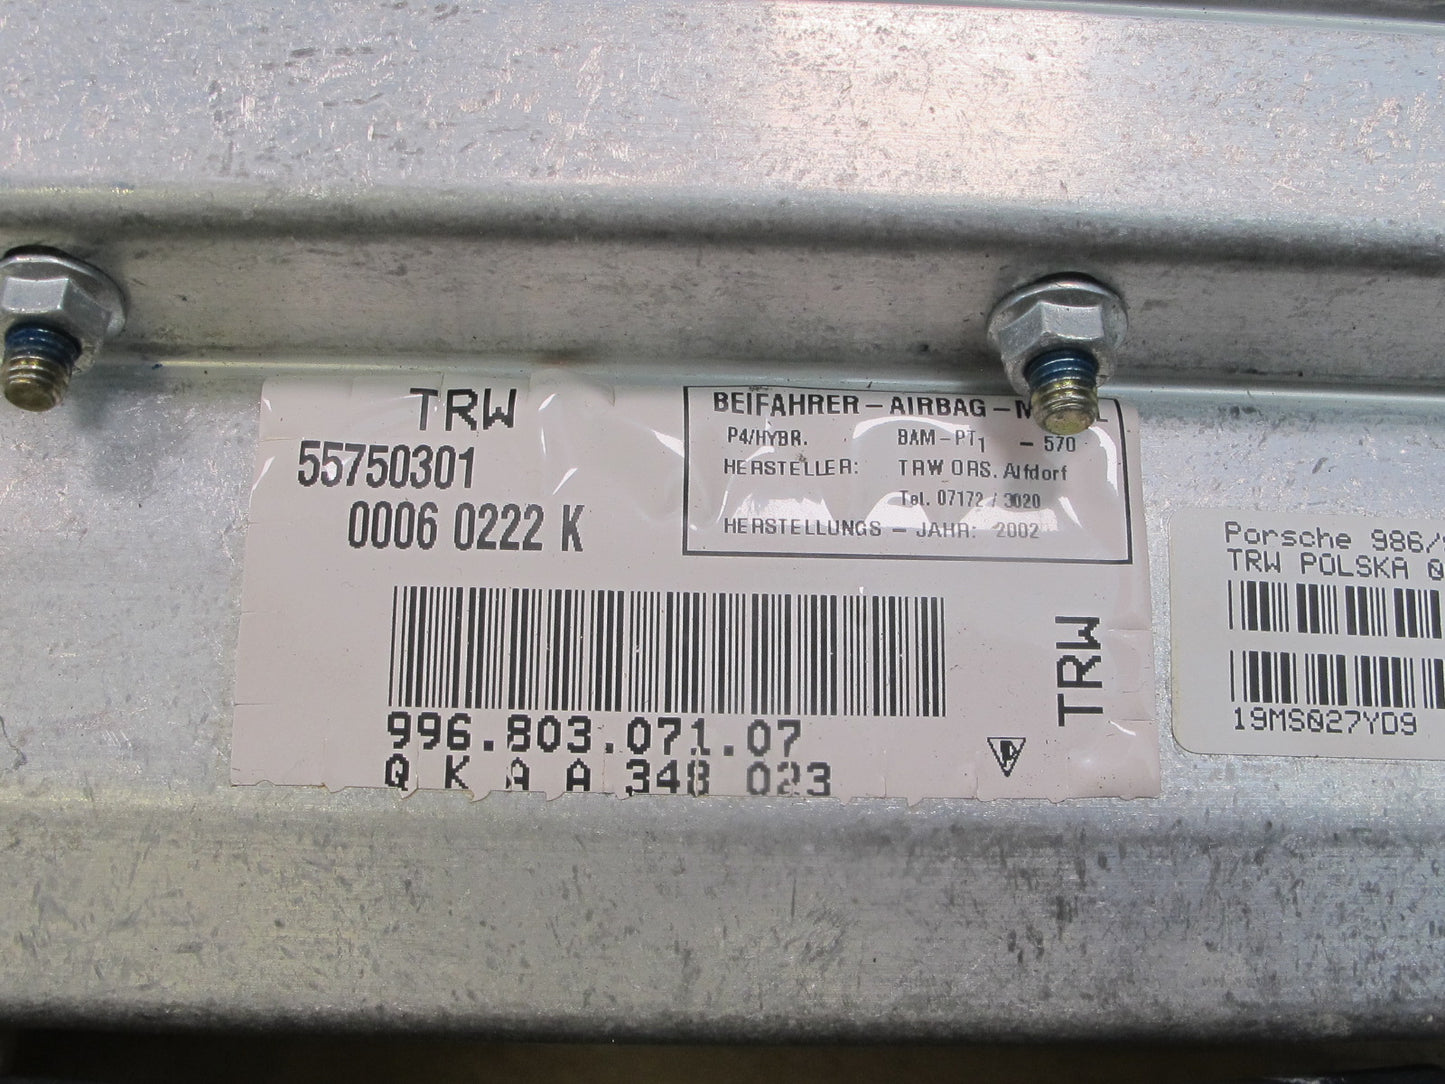 TRW
55750301
0006 0222 K
BEIFAHRER-AIRBAG-
P4/HYBR. BAM-PT1 -570
HERSTELLER: TRW ORS. Alfdorf
Tel. 07172 / 3020
HERSTELLUNGS - JAHR: 2002
996.803.071.07
Q K A A 348 023
TRW
Porsche 986/
TRW POLSKA
19MS027YD9